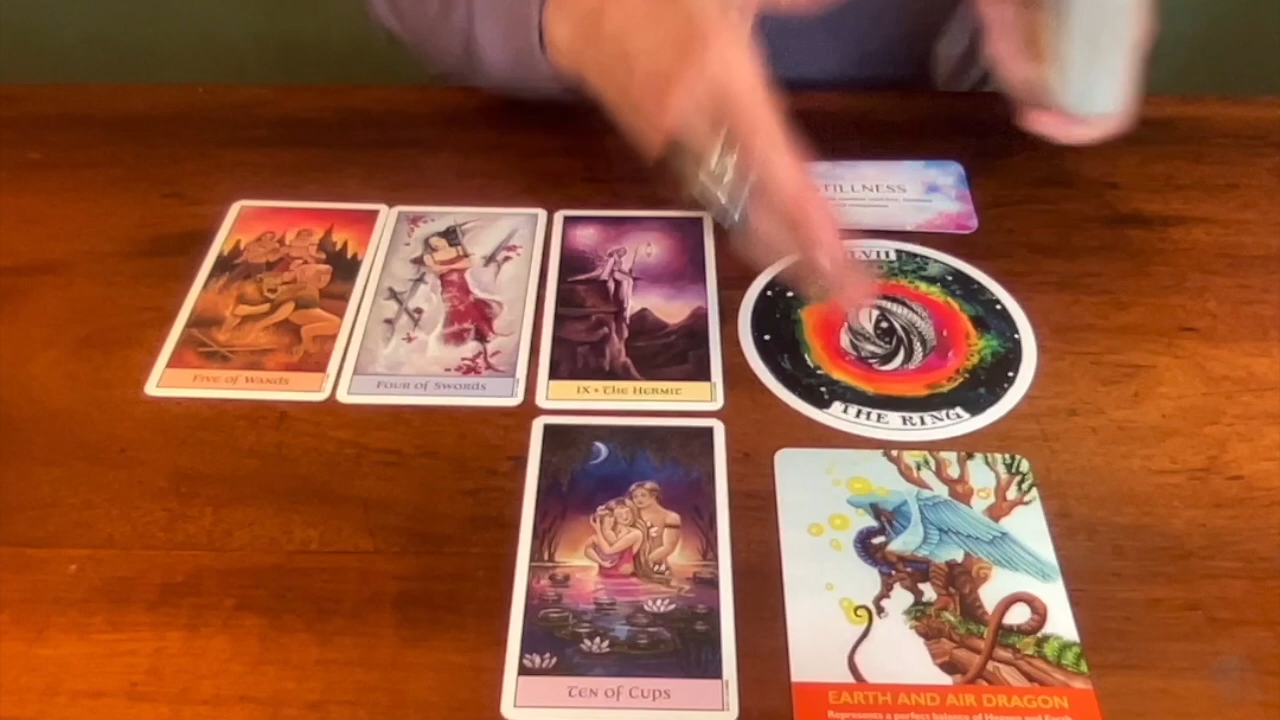 STILLNESS
THE RING
FIVE OF WANDS
FOUR OF SWORDS
IX • THE HERMIT
TEN OF CUPS
EARTH AND AIR DRAGON
Represents a perfect balance of Heaven and Earth